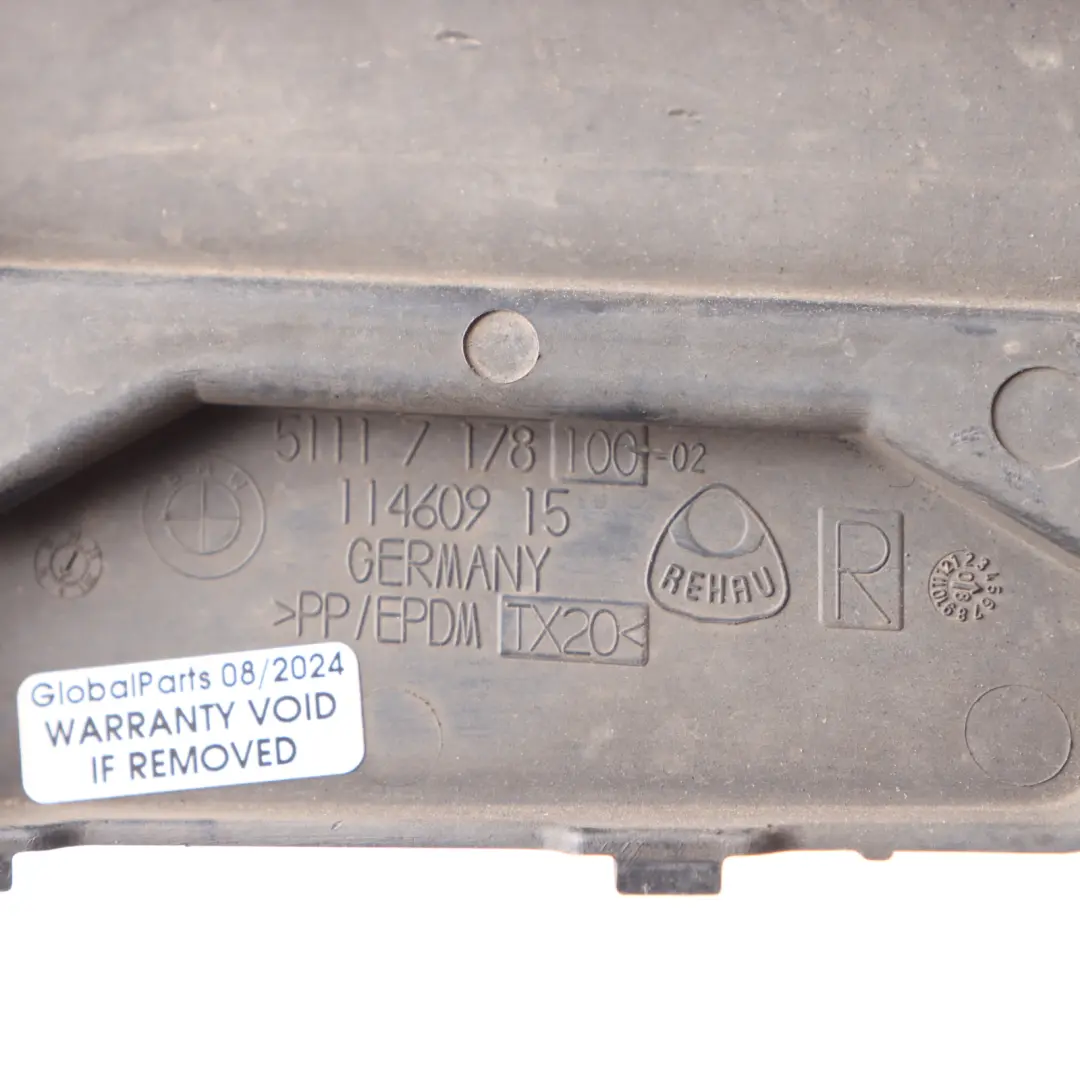 5111 7 178 100-02
114609 15
GERMANY
>PP/EPDM TX20<
REHAU
R
GlobalParts 08/2024
WARRANTY VOID
IF REMOVED